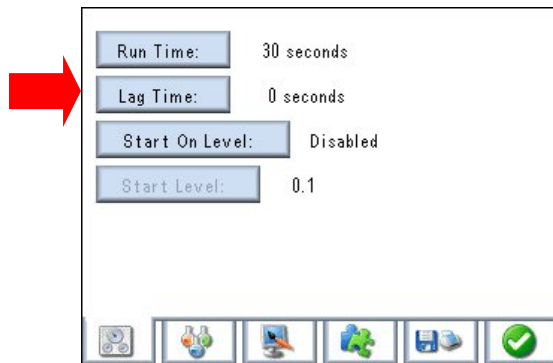 Run Time: 30 seconds
Lag Time: 0 seconds
Start On Level: Disabled
Start Level: 0.1